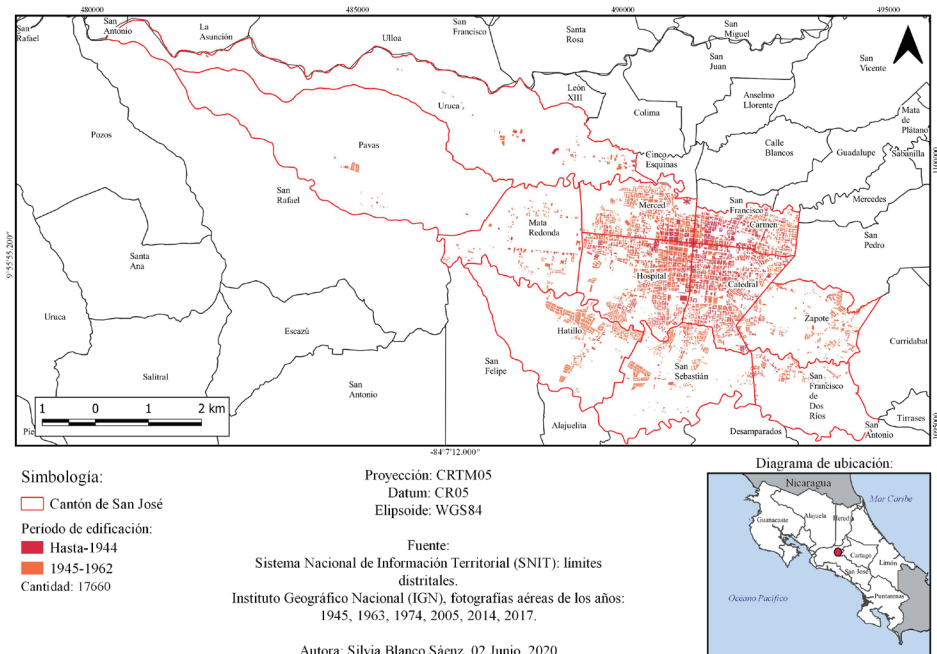 480000
485000
490000
495000
San
Rafael
San
Antonio
La
Asunción
Ulloa
San
Francisco
Santa
Rosa
San
Miguel
San
Juan
San
Vicente
León
XIII
Anselmo
Llorente
Colima
Mata
de
Plátano
Uruca
Pozos
Pavas
Cinco
Esquinas
Calle
Blancos
Guadalupe
Sabanilla
San
Rafael
Merced
San
Francisco
Mercedes
Carmen
Mata
Redonda
San
Pedro
9°55'55.200"
Santa
Ana
Hospital
Catedral
Uruca
Escazú
Hatillo
Zapote
Curridabat
Salitral
San
Antonio
San
Felipe
San
Sebastián
San
Francisco
de
Dos
Ríos
1 0 1 2 km
Pie
Alajuelita
Desamparados
San
Antonio
Tirrases
-84°7'12.000"
Simbología:
Cantón de San José
Período de edificación:
Hasta-1944
1945-1962
Cantidad: 17660
Proyección: CRTM05
Datum: CR05
Elipsoide: WGS84
Fuente:
Sistema Nacional de Información Territorial (SNIT): límites
distritales.
Instituto Geográfico Nacional (IGN), fotografías aéreas de los años:
1945, 1963, 1974, 2005, 2014, 2017.
Autora: Silvia Blanco Sáenz, 02 Junio, 2020
Diagrama de ubicación:
Nicaragua
Mar Caribe
Guanacaste
Alajuela
Heredia
Cartago
Limón
San José
Puntarenas
Océano Pacífico